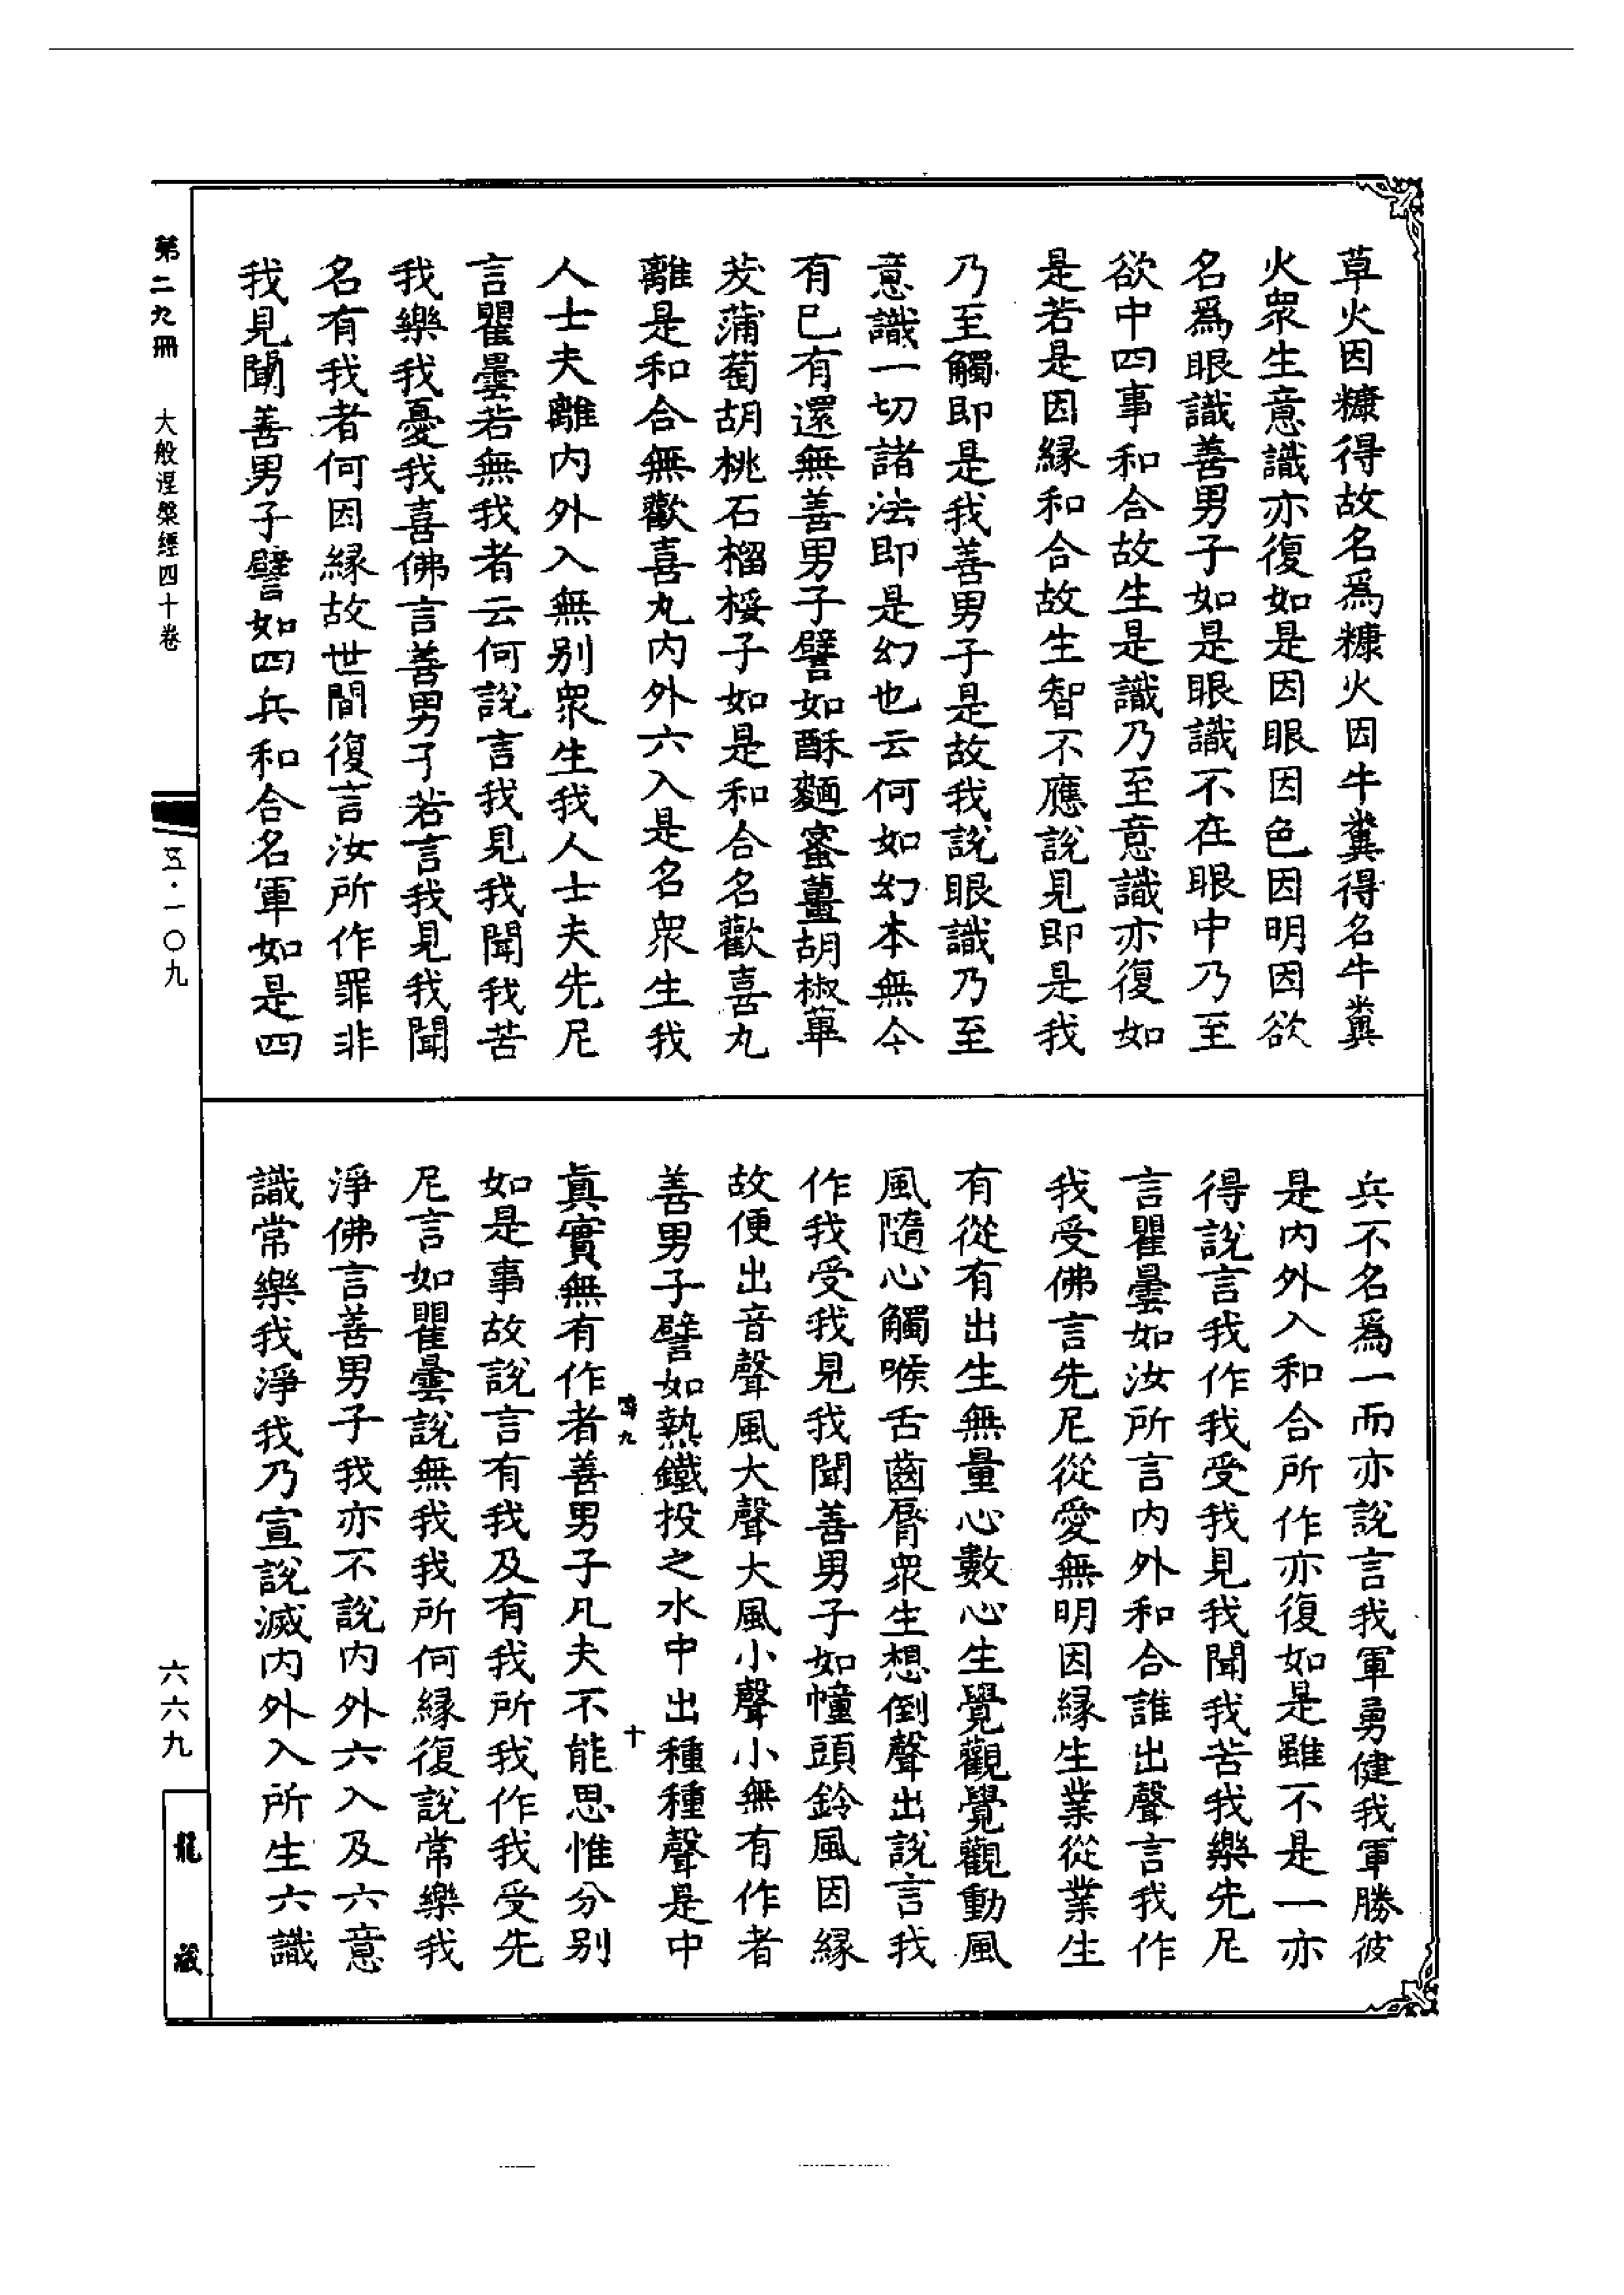 草火因糠得故名爲糠火因牛糞得名牛糞
火衆生意識亦復如是因眼因色因明因欲
名爲眼識善男子如是眼識不在眼中乃至
欲中四事和合故生是識乃至意識亦復如
是若是因緣和合故生智不應說見即是我
乃至觸即是我善男子是故我說眼識乃至
意識一切諸法即是幻也云何如幻本無今
有已有還無善男子譬如酥麵蜜薑胡椒蓽
茇蒲萄胡桃石榴桵子如是和合名歡喜丸
離是和合無歡喜丸內外六入是名衆生我
人士夫離內外入無別衆生我人士夫先尼
言瞿曇若無我者云何說言我見我聞我苦
我樂我憂我喜佛言善男子若言我見我聞
名有我者何因緣故世間復言汝所作罪非
我見聞善男子譬如四兵和合名軍如是四
兵不名爲一而亦說言我軍勇健我軍勝彼
是內外入和合所作亦復如是雖不是一亦
得說言我作我受我見我聞我苦我樂先尼
言瞿曇如汝所言內外和合誰出聲言我作
我受佛言先尼從愛無明因緣生業從業生
有從有出生無量心數心生覺觀覺觀動風
風隨心觸喉舌齒脣衆生想倒聲出說言我
作我受我見我聞善男子如幢頭鈴風因緣
故便出音聲風大聲大風小聲小無有作者
善男子譬如熱鐵投之水中出種種聲是中
十
真實無有作者善男子凡夫不能思惟分別
如是事故說言有我及有我所我作我受先
尼言如瞿曇說無我我所何緣復說常樂我
淨佛言善男子我亦不說內外六入及六意
識常樂我淨我乃宣說滅內外入所生六識
第二九冊 大般涅槃經四十卷
五·一〇九
六六九
龍藏